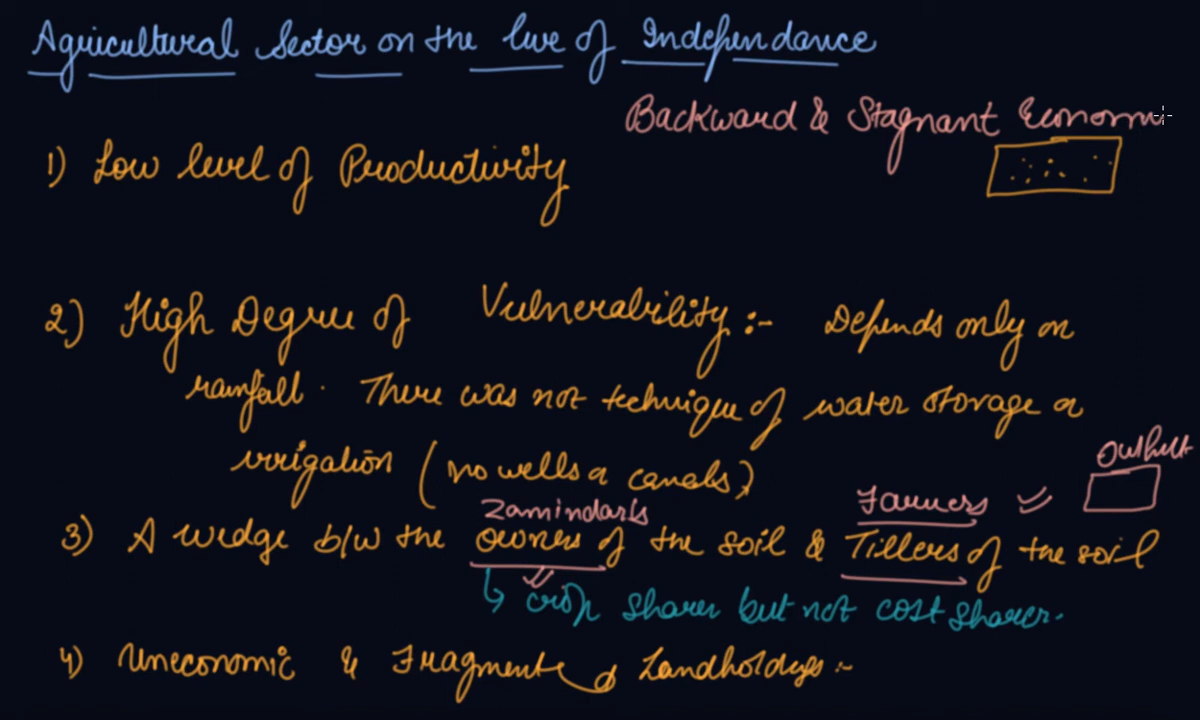 Agricultural Sector on the Eve of Independance
Backward & Stagnant Econom
1) Low level of Productivity
2) High Degree of Vulnerability :- Depends only on
rainfall. There was not technique of water storage or
irrigation (no wells or canals)
Output
Zamindars
Farmers
3) A wedge b/w the owners of the soil & Tillers of the soil
↳ crop sharer but not cost sharer.
4) Uneconomic & Fragmented Landholdings :-